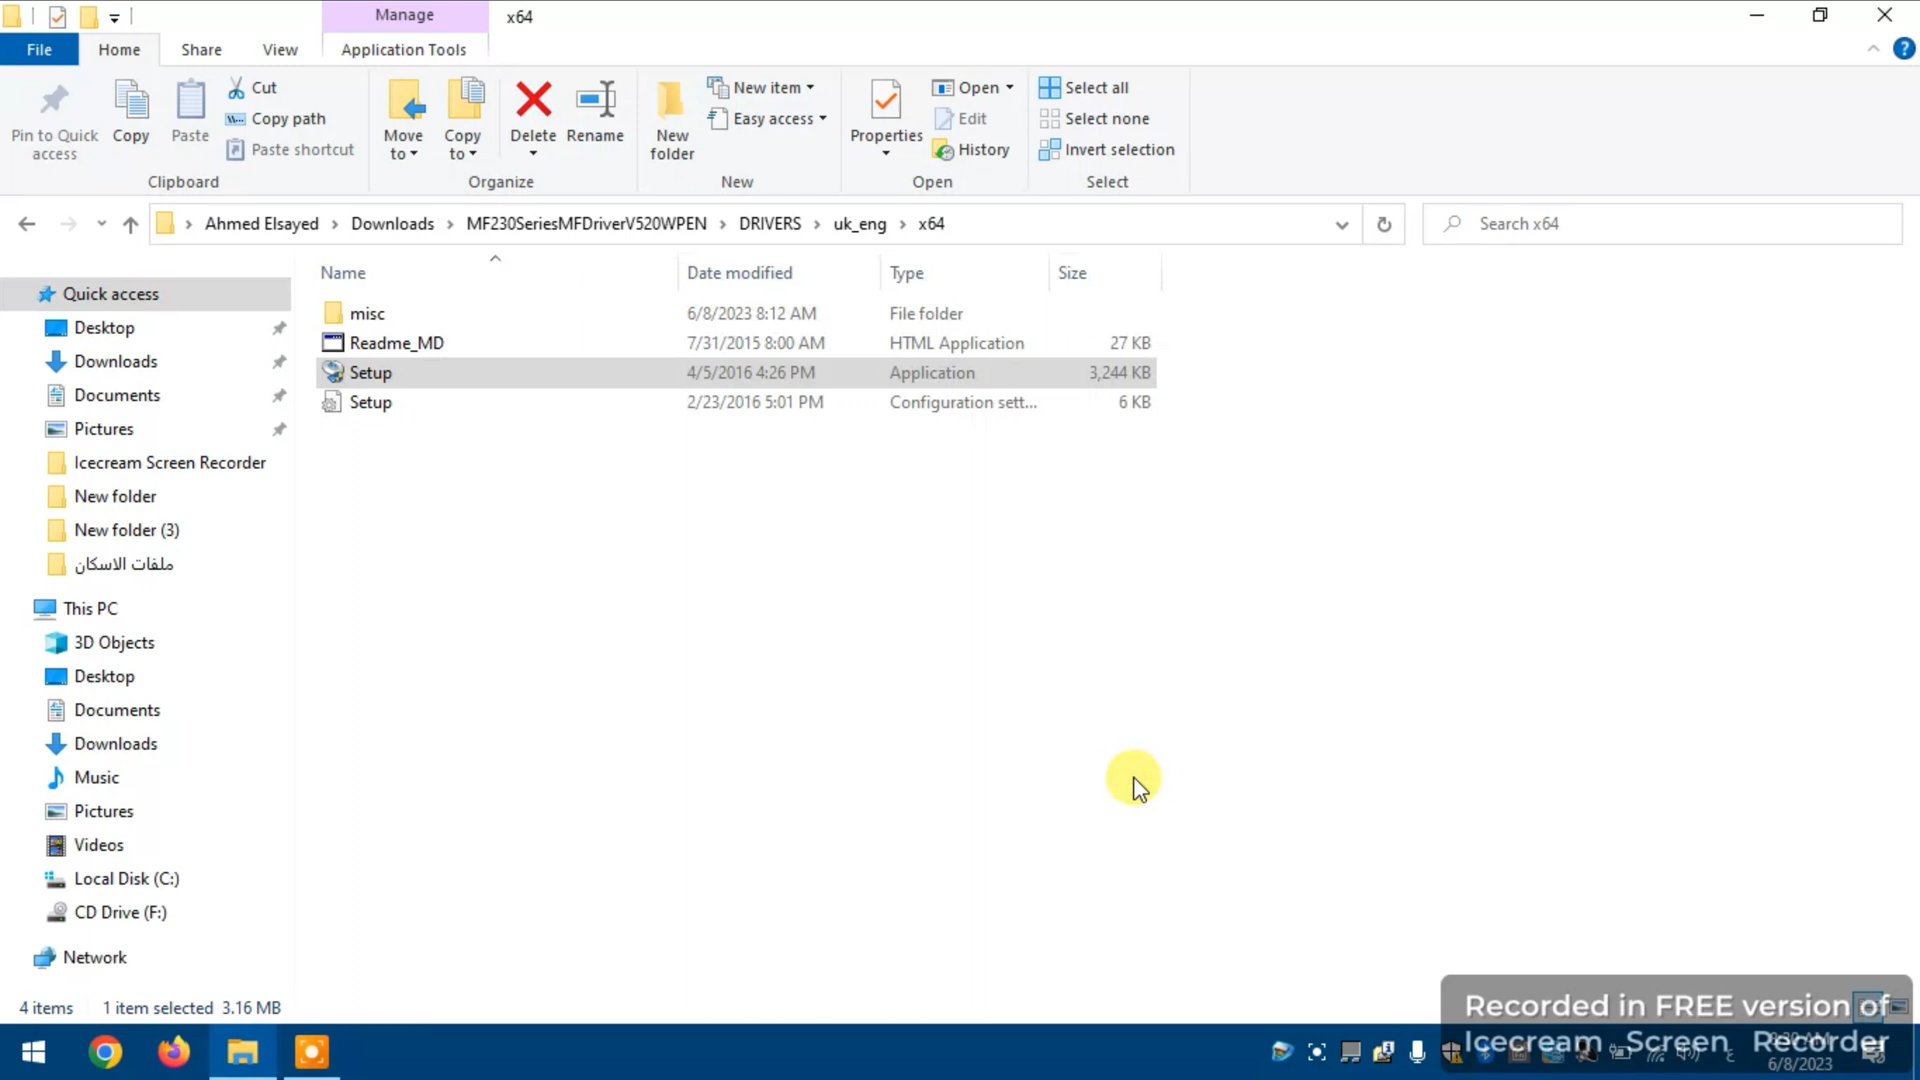 Manage x64
File Home Share View Application Tools
Pin to Quick access
Copy
Paste
Cut
Copy path
Paste shortcut
Clipboard
Move to
Copy to
Delete
Rename
Organize
New folder
New item
Easy access
New
Properties
Open
Edit
History
Open
Select all
Select none
Invert selection
Select
Ahmed Elsayed > Downloads > MF230SeriesMFDriverV520WPEN > DRIVERS > uk_eng > x64
Search x64
Name Date modified Type Size
misc 6/8/2023 8:12 AM File folder
Readme_MD 7/31/2015 8:00 AM HTML Application 27 KB
Setup 4/5/2016 4:26 PM Application 3,244 KB
Setup 2/23/2016 5:01 PM Configuration sett... 6 KB
Quick access
Desktop
Downloads
Documents
Pictures
Icecream Screen Recorder
New folder
New folder (3)
ملفات الاسكان
This PC
3D Objects
Desktop
Documents
Downloads
Music
Pictures
Videos
Local Disk (C:)
CD Drive (F:)
Network
4 items 1 item selected 3.16 MB
Recorded in FREE version of
Icecream Screen Recorder
6/8/2023